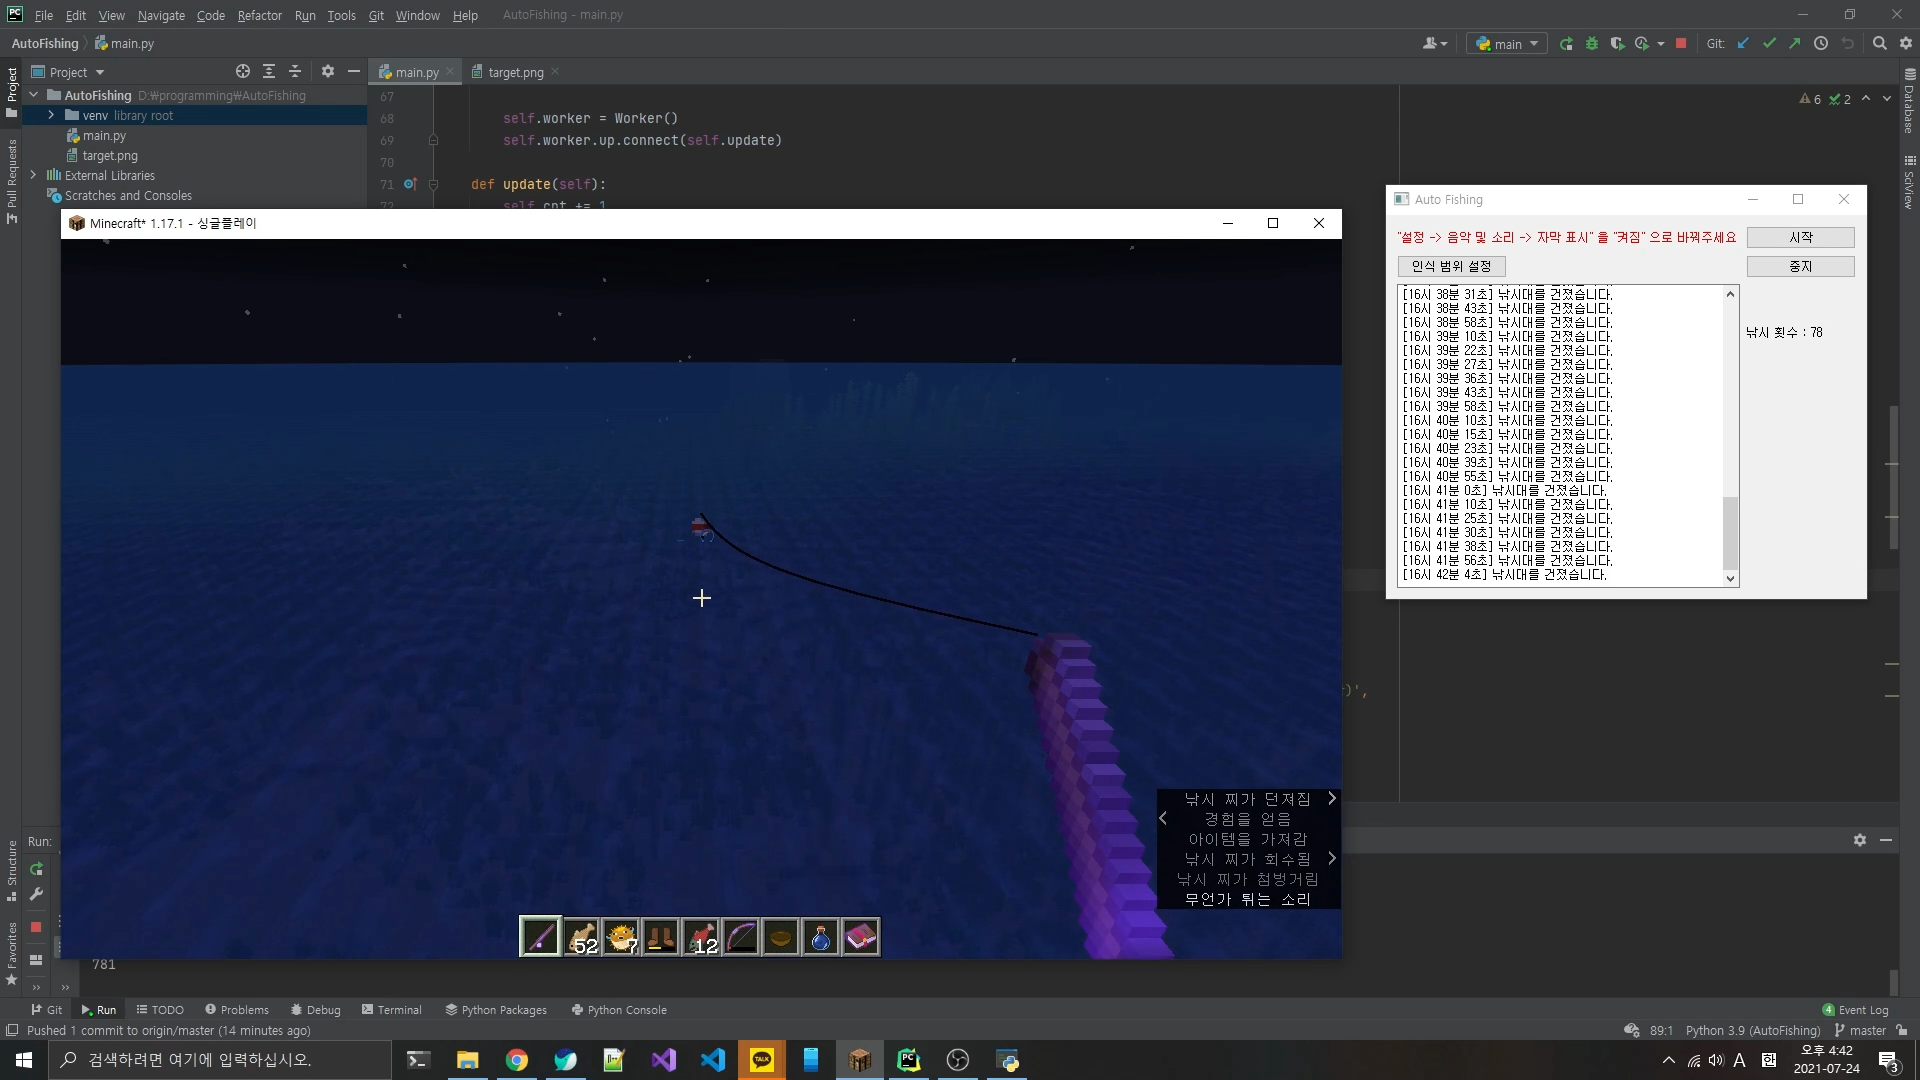 File Edit View Navigate Code Refactor Run Tools Git Window Help AutoFishing - main.py
AutoFishing main.py
main Git:
Project
main.py target.png
AutoFishing D:₩programming₩AutoFishing
venv library root
main.py
target.png
External Libraries
Scratches and Consoles
Project
Pull Requests
Structure
Favorites
Database
SciView
6 2
67
68 self.worker = Worker()
69 self.worker.up.connect(self.update)
70
71 def update(self):
72 self.cnt += 1
)',
Minecraft* 1.17.1 - 싱글플레이
낚시 찌가 던져짐 >
< 경험을 얻음
아이템을 가져감
낚시 찌가 회수됨 >
낚시 찌가 첨벙거림
무언가 튀는 소리
52 7 12
Auto Fishing
"설정 -> 음악 및 소리 -> 자막 표시" 을 "켜짐" 으로 바꿔주세요
시작
인식 범위 설정
중지
낚시 횟수 : 78
[16시 38분 31초] 낚시대를 건졌습니다.
[16시 38분 43초] 낚시대를 건졌습니다.
[16시 38분 58초] 낚시대를 건졌습니다.
[16시 39분 10초] 낚시대를 건졌습니다.
[16시 39분 22초] 낚시대를 건졌습니다.
[16시 39분 27초] 낚시대를 건졌습니다.
[16시 39분 36초] 낚시대를 건졌습니다.
[16시 39분 43초] 낚시대를 건졌습니다.
[16시 39분 58초] 낚시대를 건졌습니다.
[16시 40분 10초] 낚시대를 건졌습니다.
[16시 40분 15초] 낚시대를 건졌습니다.
[16시 40분 23초] 낚시대를 건졌습니다.
[16시 40분 39초] 낚시대를 건졌습니다.
[16시 40분 55초] 낚시대를 건졌습니다.
[16시 41분 0초] 낚시대를 건졌습니다.
[16시 41분 10초] 낚시대를 건졌습니다.
[16시 41분 25초] 낚시대를 건졌습니다.
[16시 41분 30초] 낚시대를 건졌습니다.
[16시 41분 38초] 낚시대를 건졌습니다.
[16시 41분 56초] 낚시대를 건졌습니다.
[16시 42분 4초] 낚시대를 건졌습니다.
Run:
781
Git Run TODO Problems Debug Terminal Python Packages Python Console 4 Event Log
Pushed 1 commit to origin/master (14 minutes ago) 89:1 Python 3.9 (AutoFishing) master
검색하려면 여기에 입력하십시오.
TALK
A 한
오후 4:42
2021-07-24
3